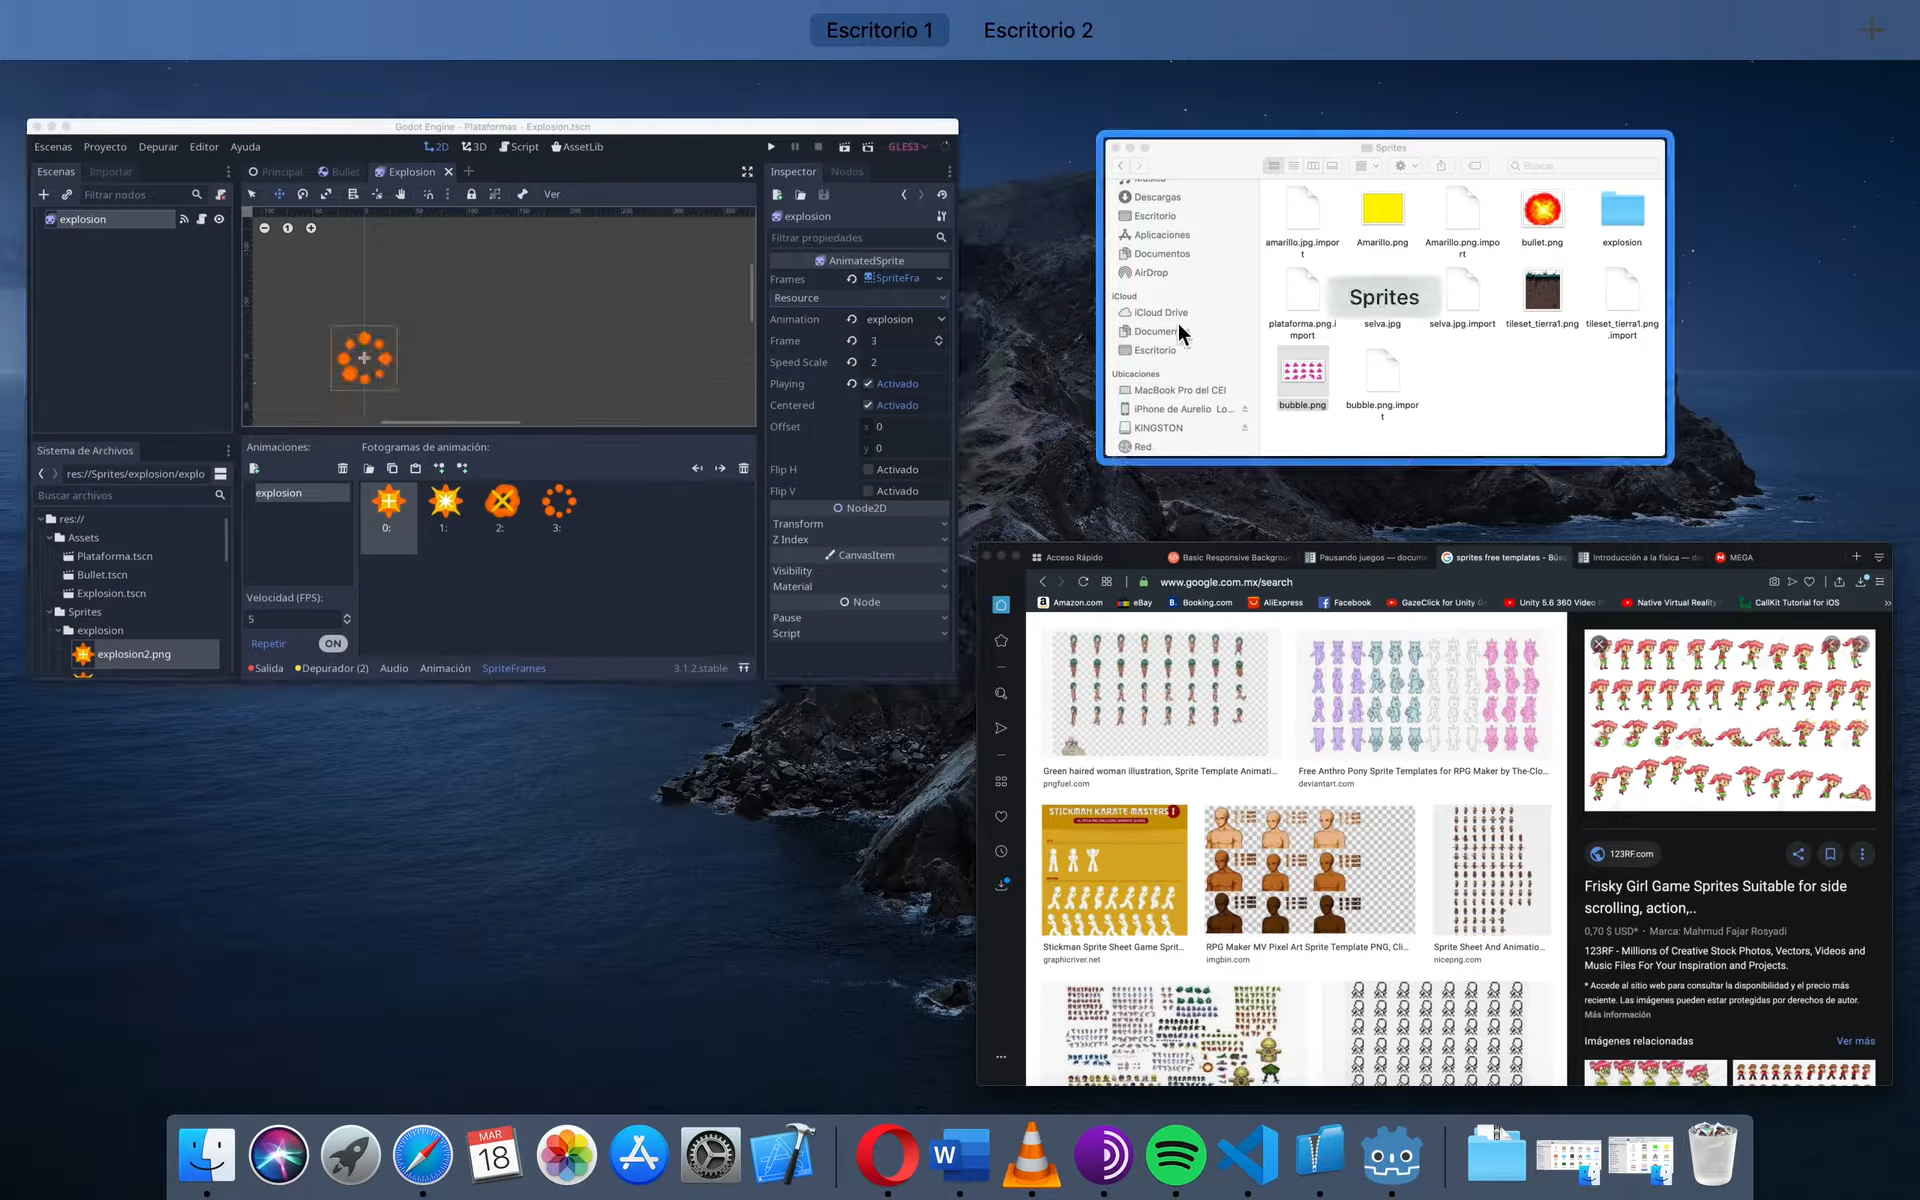 Escritorio 1
Escritorio 2
Godot Engine - Plataformas - Explosion.tscn
Escenas Proyecto Depurar Editor Ayuda
2D 3D Script AssetLib
GLES3
Escenas Importar
Principal Bullet Explosion
Inspector Nodos
Filtrar nodos
Ver
explosion
explosion
Filtrar propiedades
AnimatedSprite
Frames SpriteFra
Resource
Animation explosion
Frame 3
Speed Scale 2
Playing Activado
Centered Activado
Offset x 0
y 0
Flip H Activado
Flip V Activado
Node2D
Transform
Z Index
CanvasItem
Visibility
Material
Node
Pause
Script
Sistema de Archivos
res://Sprites/explosion/explo
Buscar archivos
res://
Assets
Plataforma.tscn
Bullet.tscn
Explosion.tscn
Sprites
explosion
explosion2.png
Animaciones:
explosion
Velocidad (FPS):
5
Repetir ON
Fotogramas de animación:
0: 1: 2: 3:
Salida Depurador (2) Audio Animación SpriteFrames 3.1.2.stable
Sprites
Buscar
Descargas
Escritorio
Aplicaciones
Documentos
AirDrop
iCloud
iCloud Drive
Documen
Escritorio
Ubicaciones
MacBook Pro del CEI
iPhone de Aurelio Lo...
KINGSTON
Red
amarillo.jpg.import
Amarillo.png
Amarillo.png.import
bullet.png
explosion
plataforma.png.import
selva.jpg
selva.jpg.import
tileset_tierra1.png
tileset_tierra1.png.import
Sprites
bubble.png
bubble.png.import
Acceso Rápido
Basic Responsive Backgroun
Pausando juegos — docume
sprites free templates - Bús
Introducción a la física — do
MEGA
www.google.com.mx/search
Amazon.com eBay Booking.com AliExpress Facebook GazeClick for Unity G Unity 5.6 360 Video Native Virtual Reality CallKit Tutorial for iOS
Green haired woman illustration, Sprite Template Animati...
pngfuel.com
Free Anthro Pony Sprite Templates for RPG Maker by The-Clo...
deviantart.com
STICKMAN KARATE MASTERS
Stickman Sprite Sheet Game Sprit...
graphicriver.net
RPG Maker MV Pixel Art Sprite Template PNG, Cli...
imgbin.com
Sprite Sheet And Animatio...
nicepng.com
123RF.com
Frisky Girl Game Sprites Suitable for side
scrolling, action,..
0,70 $ USD* · Marca: Mahmud Fajar Rosyadi
123RF - Millions of Creative Stock Photos, Vectors, Videos and
Music Files For Your Inspiration and Projects.
* Accede al sitio web para consultar la disponibilidad y el precio más
reciente. Las imágenes pueden estar protegidas por derechos de autor.
Más información
Imágenes relacionadas
Ver más
MAR
18
W